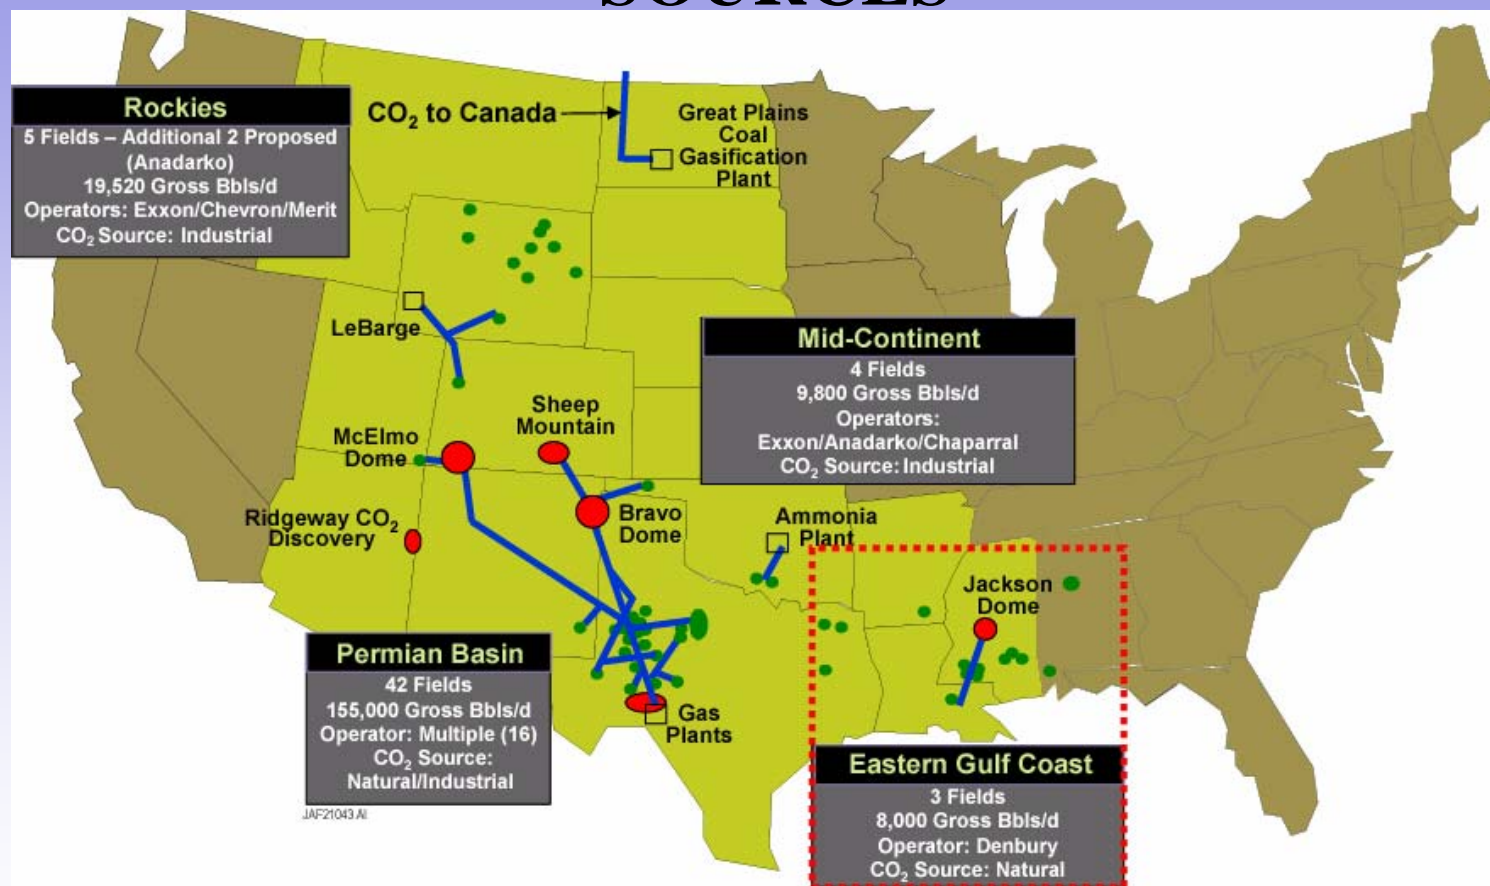 SOURCES
Rockies
5 Fields – Additional 2 Proposed
(Anadarko)
19,520 Gross Bbls/d
Operators: Exxon/Chevron/Merit
CO₂ Source: Industrial
CO₂ to Canada
Great Plains
Coal
Gasification
Plant
LeBarge
Mid-Continent
4 Fields
9,800 Gross Bbls/d
Operators:
Exxon/Anadarko/Chaparral
CO₂ Source: Industrial
Sheep
Mountain
McElmo
Dome
Ridgeway CO₂
Discovery
Bravo
Dome
Ammonia
Plant
Jackson
Dome
Permian Basin
42 Fields
155,000 Gross Bbls/d
Operator: Multiple (16)
CO₂ Source:
Natural/Industrial
Gas
Plants
Eastern Gulf Coast
3 Fields
8,000 Gross Bbls/d
Operator: Denbury
CO₂ Source: Natural
JAF21043.AI